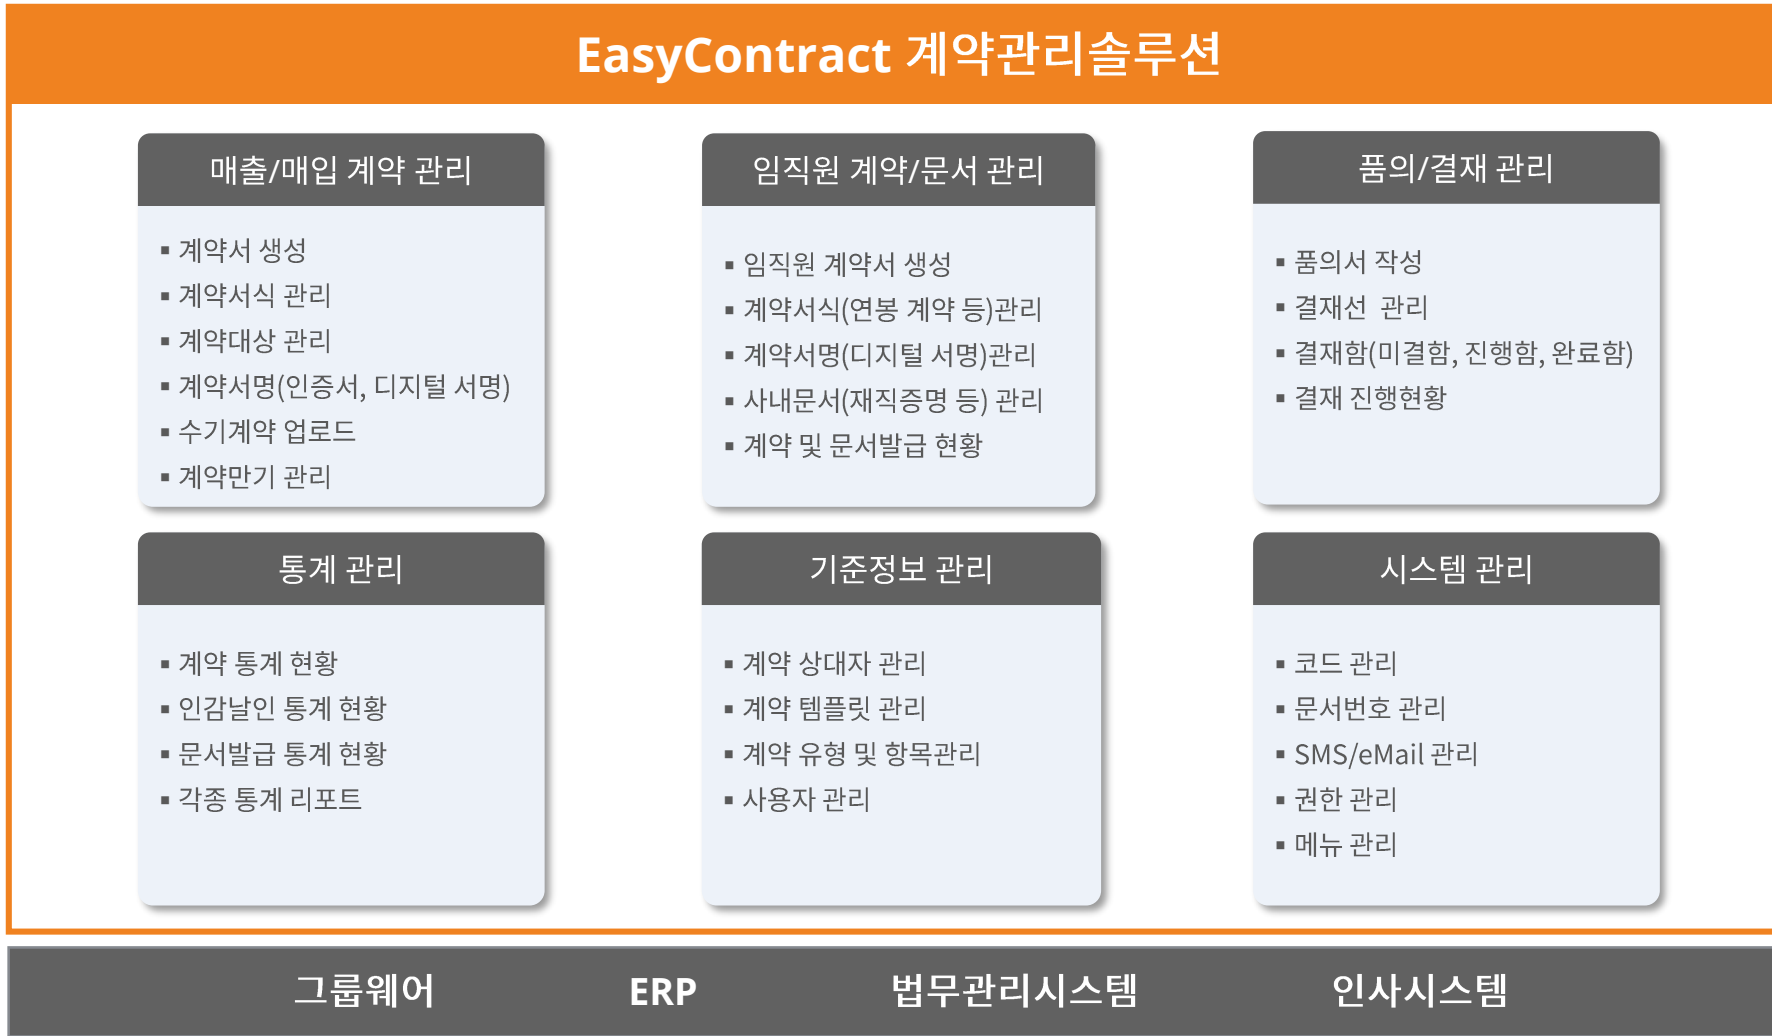 EasyContract 계약관리솔루션
매출/매입 계약 관리
▪ 계약서 생성
▪ 계약서식 관리
▪ 계약대상 관리
▪ 계약서명(인증서, 디지털 서명)
▪ 수기계약 업로드
▪ 계약만기 관리
임직원 계약/문서 관리
▪ 임직원 계약서 생성
▪ 계약서식(연봉 계약 등)관리
▪ 계약서명(디지털 서명)관리
▪ 사내문서(재직증명 등) 관리
▪ 계약 및 문서발급 현황
품의/결재 관리
▪ 품의서 작성
▪ 결재선 관리
▪ 결재함(미결함, 진행함, 완료함)
▪ 결재 진행현황
통계 관리
▪ 계약 통계 현황
▪ 인감날인 통계 현황
▪ 문서발급 통계 현황
▪ 각종 통계 리포트
기준정보 관리
▪ 계약 상대자 관리
▪ 계약 템플릿 관리
▪ 계약 유형 및 항목관리
▪ 사용자 관리
시스템 관리
▪ 코드 관리
▪ 문서번호 관리
▪ SMS/eMail 관리
▪ 권한 관리
▪ 메뉴 관리
그룹웨어 ERP 법무관리시스템 인사시스템